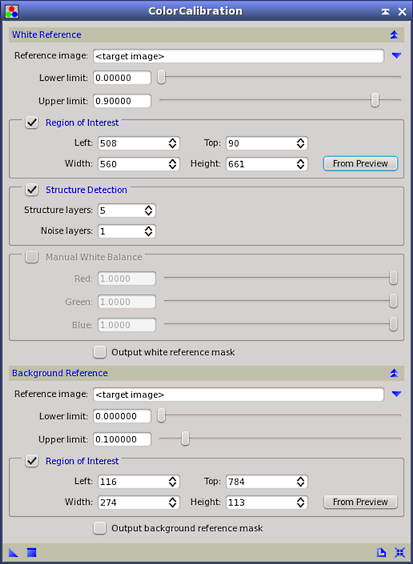 ColorCalibration
White Reference
Reference image: <target image>
Lower limit: 0.00000
Upper limit: 0.90000
Region of Interest
Left: 508 Top: 90
Width: 560 Height: 661 From Preview
Structure Detection
Structure layers: 5
Noise layers: 1
Manual White Balance
Red: 1.0000
Green: 1.0000
Blue: 1.0000
Output white reference mask
Background Reference
Reference image: <target image>
Lower limit: 0.000000
Upper limit: 0.100000
Region of Interest
Left: 116 Top: 784
Width: 274 Height: 113 From Preview
Output background reference mask